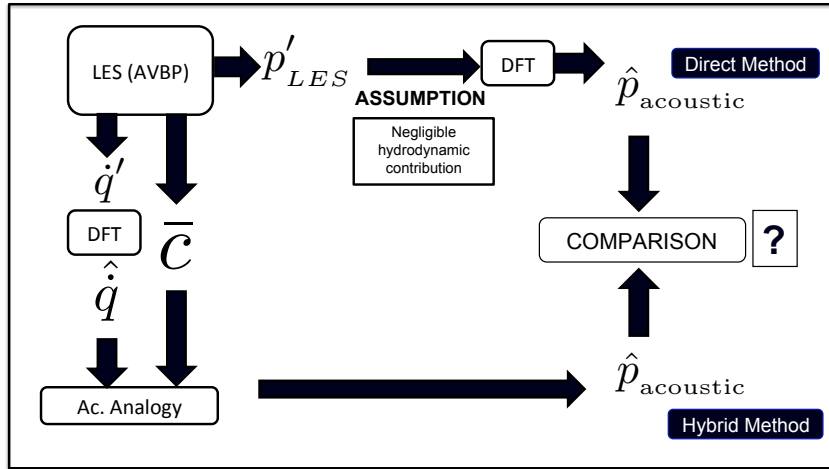 LES (AVBP)
p′_{LES}
ASSUMPTION
Negligible
hydrodynamic
contribution
DFT
Direct Method
p̂_{acoustic}
q̇′
DFT
q̇̂
c̄
COMPARISON
?
Ac. Analogy
p̂_{acoustic}
Hybrid Method